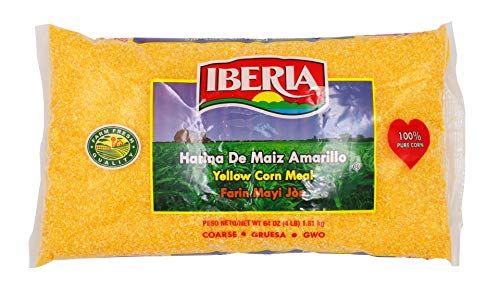 IBERIA
FARM FRESH
QUALITY
100%
PURE CORN
Harina De Maiz Amarillo
Yellow Corn Meal
Farin Mayi Jòn
PESO NETO/NET WT 64 OZ (4 LB) 1.81 kg
COARSE • GRUESA • GWO